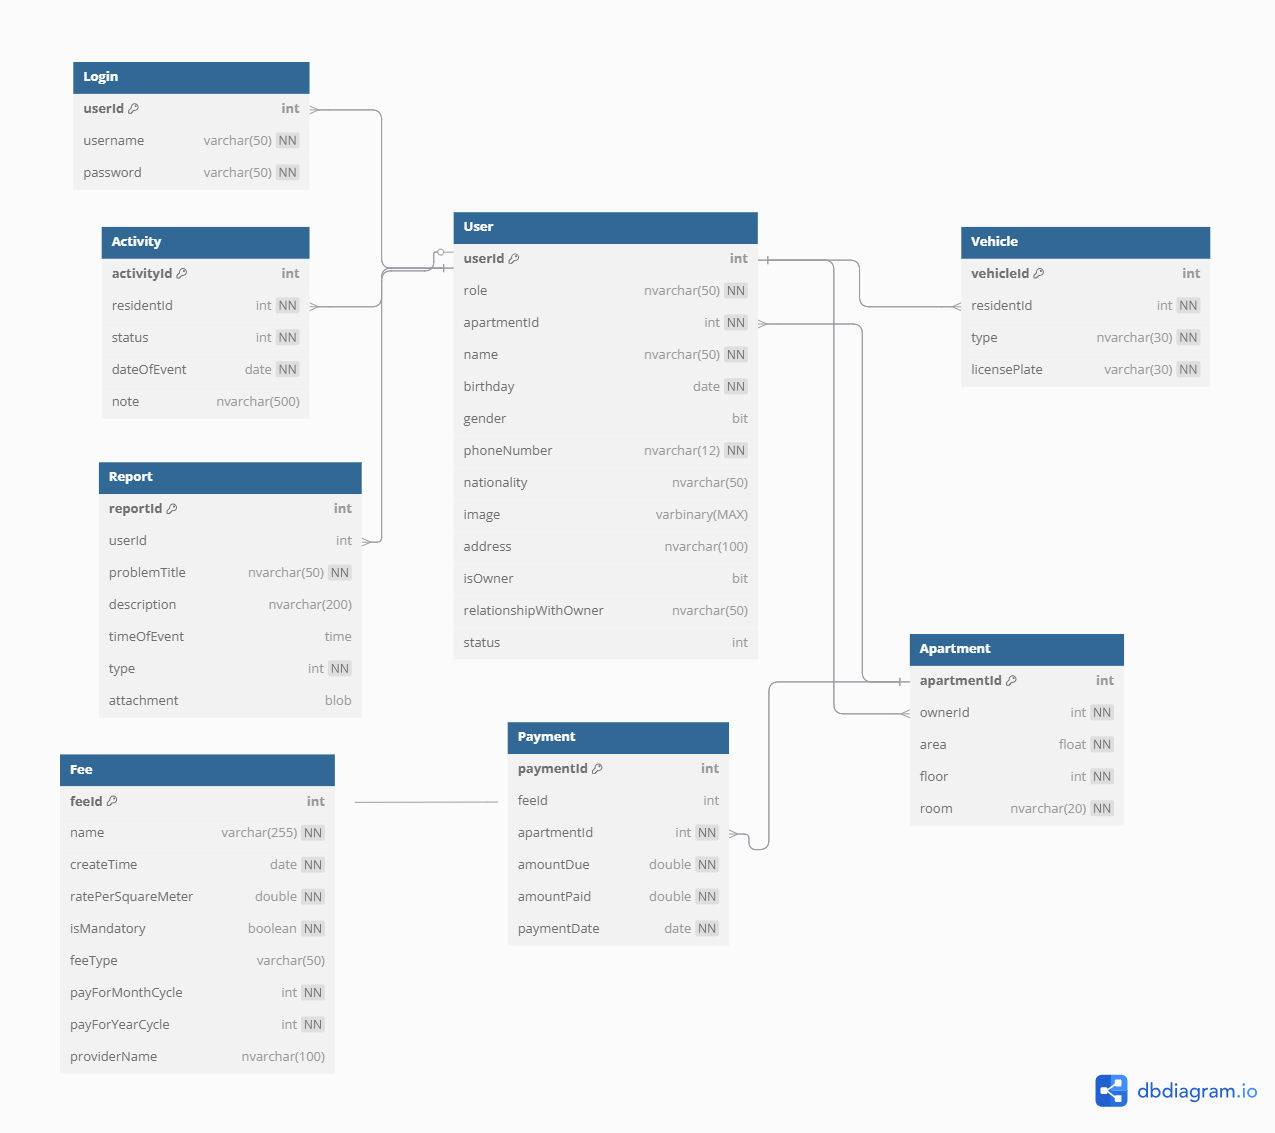 Login
userId int
username varchar(50) NN
password varchar(50) NN
Activity
activityId int
residentId int NN
status int NN
dateOfEvent date NN
note nvarchar(500)
Report
reportId int
userId int
problemTitle nvarchar(50) NN
description nvarchar(200)
timeOfEvent time
type int NN
attachment blob
Fee
feeId int
name varchar(255) NN
createTime date NN
ratePerSquareMeter double NN
isMandatory boolean NN
feeType varchar(50)
payForMonthCycle int NN
payForYearCycle int NN
providerName nvarchar(100)
User
userId int
role nvarchar(50) NN
apartmentId int NN
name nvarchar(50) NN
birthday date NN
gender bit
phoneNumber nvarchar(12) NN
nationality nvarchar(50)
image varbinary(MAX)
address nvarchar(100)
isOwner bit
relationshipWithOwner nvarchar(50)
status int
Payment
paymentId int
feeId int
apartmentId int NN
amountDue double NN
amountPaid double NN
paymentDate date NN
Vehicle
vehicleId int
residentId int NN
type nvarchar(30) NN
licensePlate varchar(30) NN
Apartment
apartmentId int
ownerId int NN
area float NN
floor int NN
room nvarchar(20) NN
dbdiagram.io